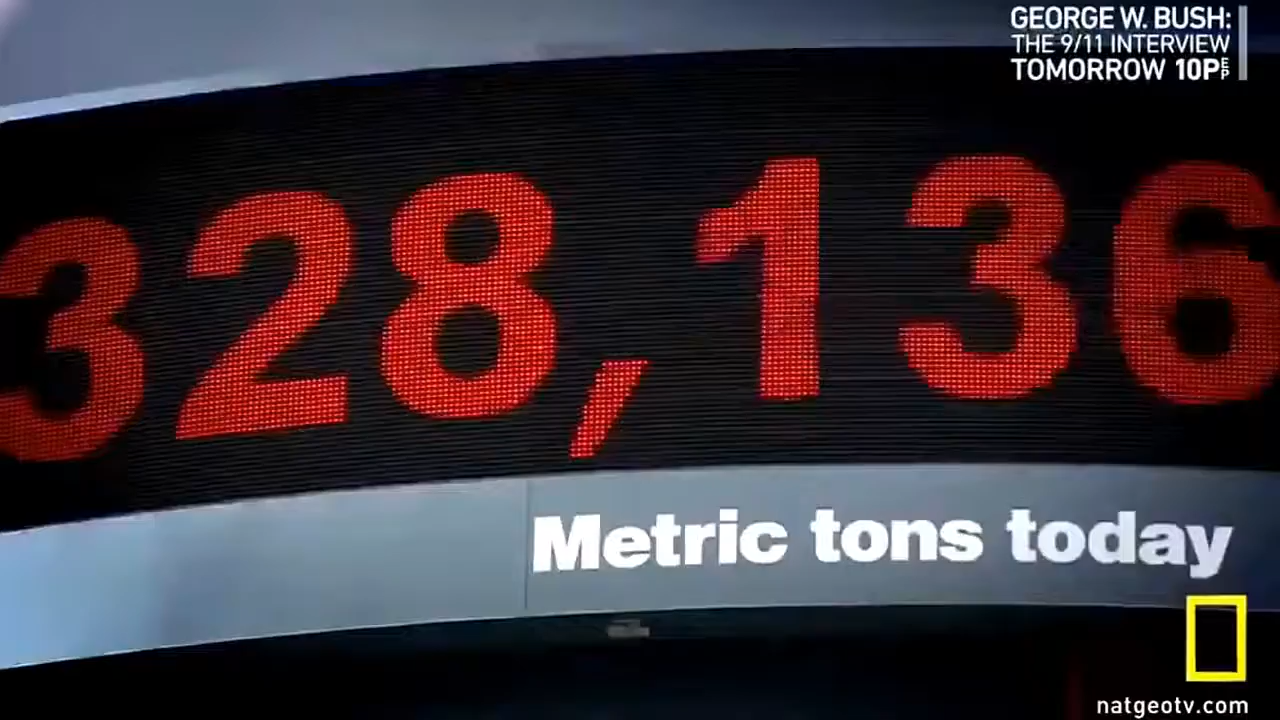 GEORGE W. BUSH:
THE 9/11 INTERVIEW
TOMORROW 10P E P
328,136
Metric tons today
natgeotv.com